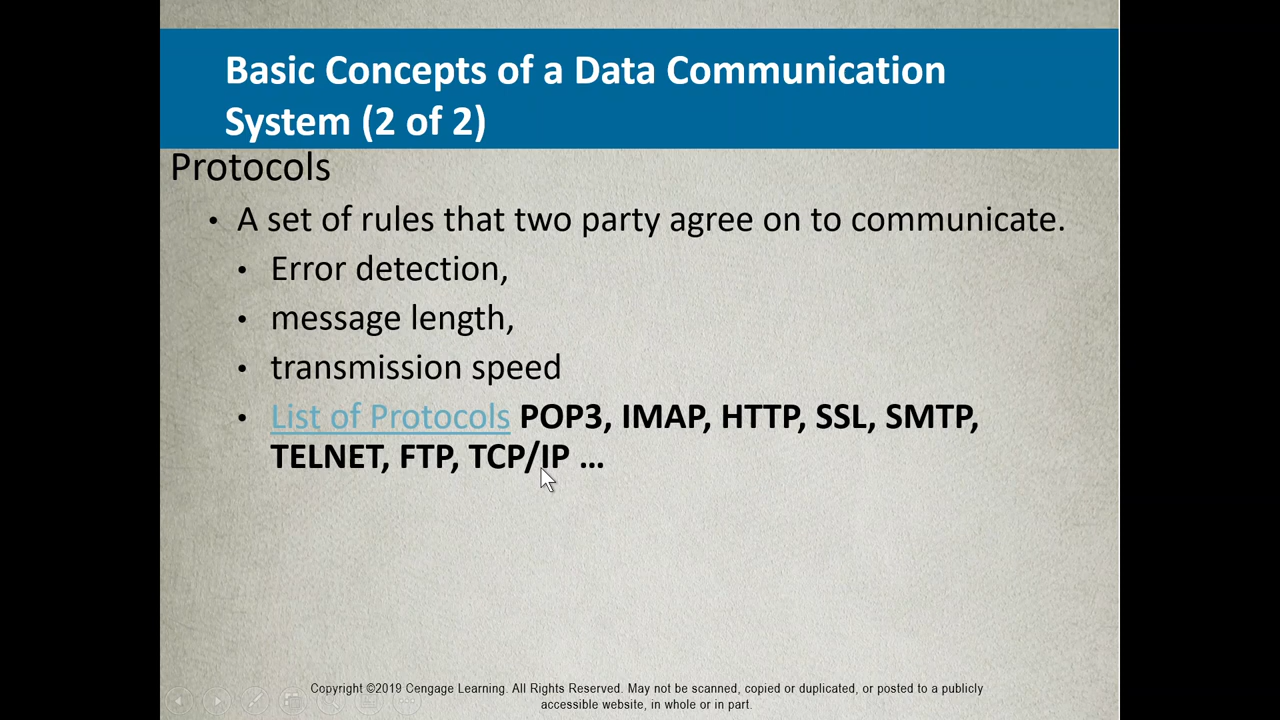 Basic Concepts of a Data Communication
System (2 of 2)
Protocols
• A set of rules that two party agree on to communicate.
• Error detection,
• message length,
• transmission speed
• List of Protocols POP3, IMAP, HTTP, SSL, SMTP,
TELNET, FTP, TCP/IP ...
Copyright ©2019 Cengage Learning. All Rights Reserved. May not be scanned, copied or duplicated, or posted to a publicly
accessible website, in whole or in part.